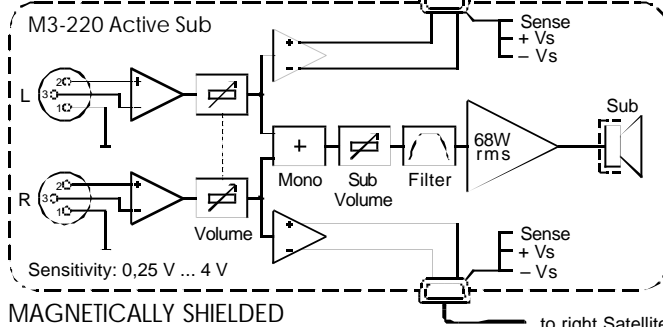 M3-220 Active Sub
Sense
+ Vs
– Vs
+
–
L
2
3
1
+
–
Sub
68W
rms
+
Mono
Sub
Volume
Filter
R
2
3
1
+
–
Volume
+
–
Sense
+ Vs
– Vs
Sensitivity: 0,25 V ... 4 V
MAGNETICALLY SHIELDED
to right Satellite